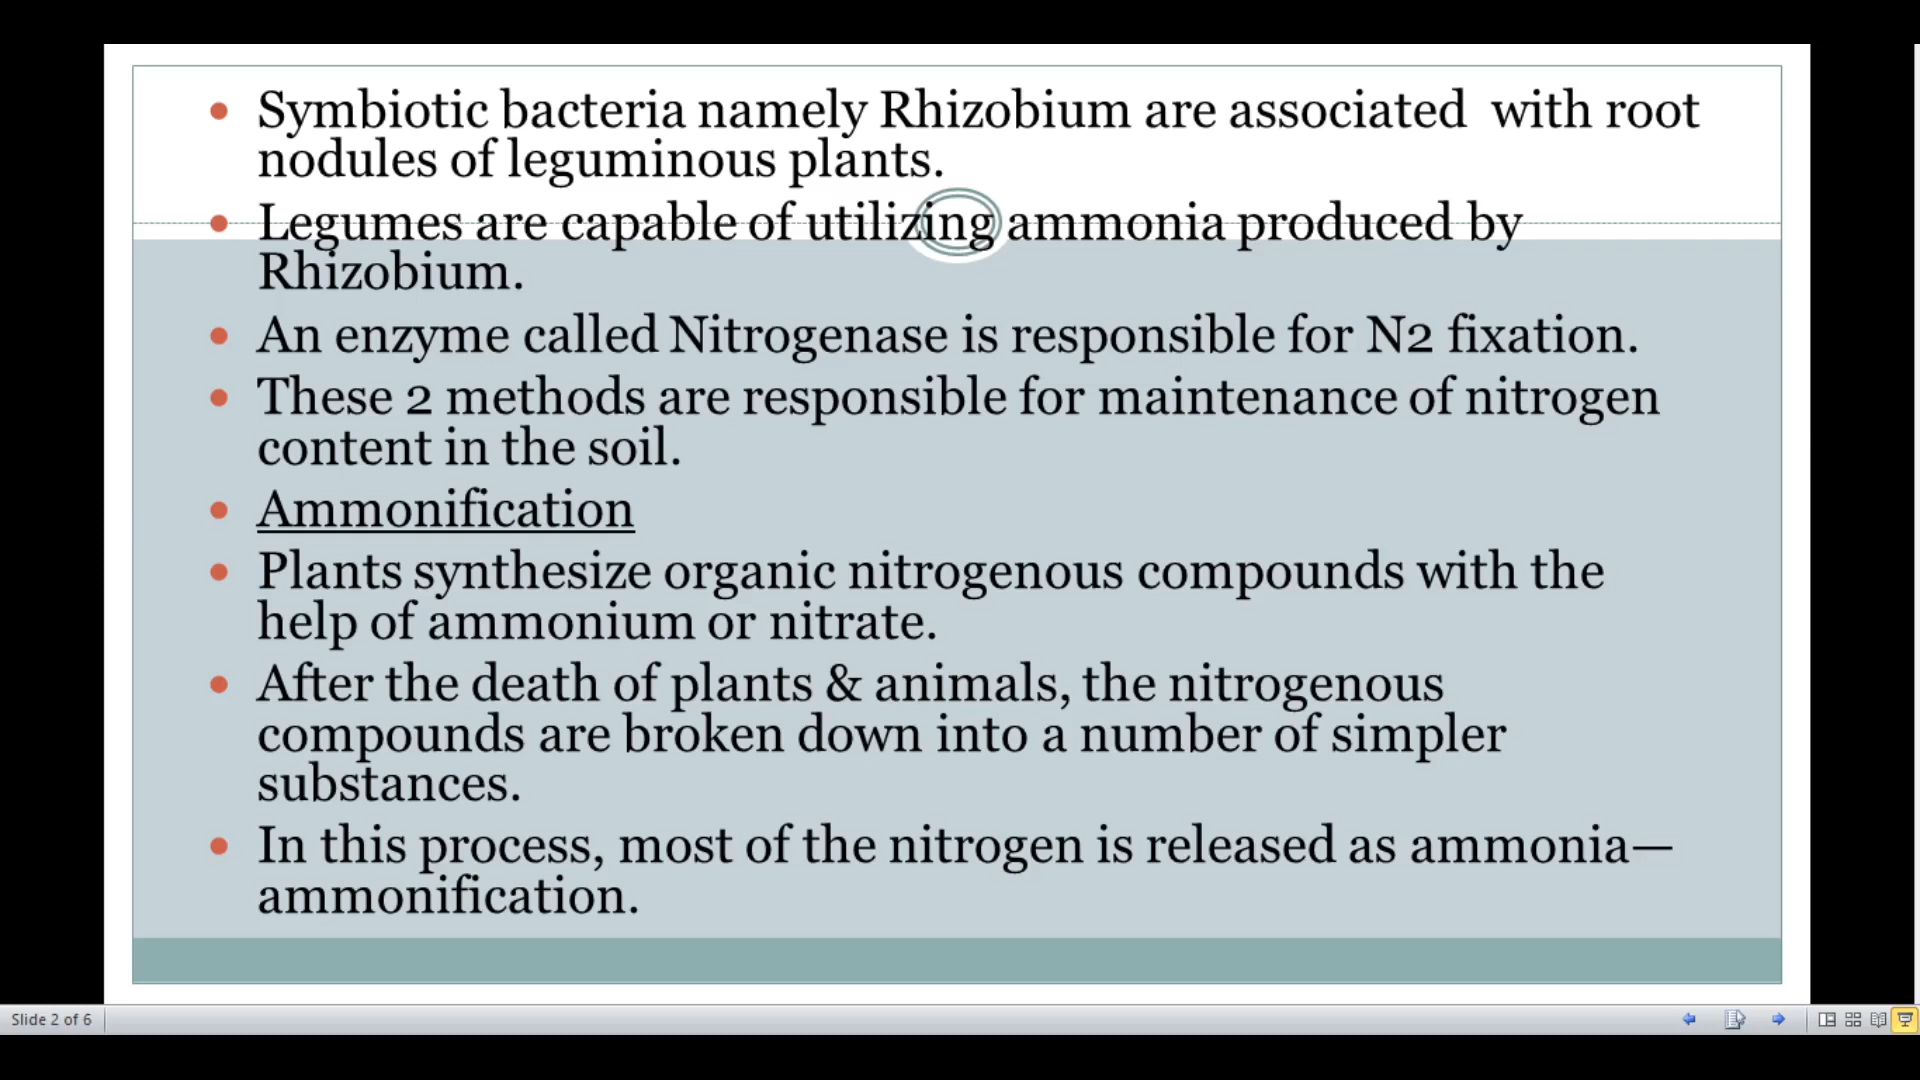 Symbiotic bacteria namely Rhizobium are associated with root
nodules of leguminous plants.
Legumes are capable of utilizing ammonia produced by
Rhizobium.
An enzyme called Nitrogenase is responsible for N2 fixation.
These 2 methods are responsible for maintenance of nitrogen
content in the soil.
Ammonification
Plants synthesize organic nitrogenous compounds with the
help of ammonium or nitrate.
After the death of plants & animals, the nitrogenous
compounds are broken down into a number of simpler
substances.
In this process, most of the nitrogen is released as ammonia—
ammonification.
Slide 2 of 6